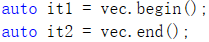 auto it1 = vec.begin();
auto it2 = vec.end();